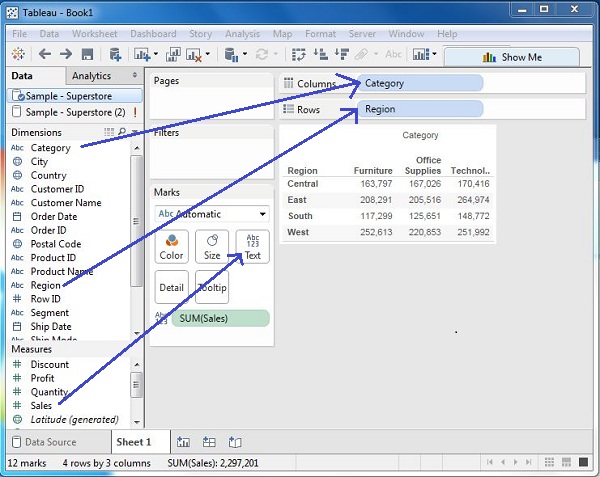 Tableau - Book1
File Data Worksheet Dashboard Story Analysis Map Format Server Window Help
Abc Show Me
Data Analytics
Sample - Superstore
Sample - Superstore (2) !
Dimensions
Abc Category
City
Country
Abc Customer ID
Abc Customer Name
Order Date
Abc Order ID
Postal Code
Abc Product ID
Abc Product Name
Abc Region
# Row ID
Abc Segment
Ship Date
Abc Ship Mode
Measures
# Discount
# Profit
# Quantity
# Sales
Latitude (generated)
Pages
Filters
Marks
Abc Automatic
Abc
123
Color Size Text
Detail Tooltip
Abc
123 SUM(Sales)
Columns Category
Rows Region
Category
Office
Region Furniture Supplies Technol..
Central 163,797 167,026 170,416
East 208,291 205,516 264,974
South 117,299 125,651 148,772
West 252,613 220,853 251,992
Data Source Sheet 1
12 marks 4 rows by 3 columns SUM(Sales): 2,297,201